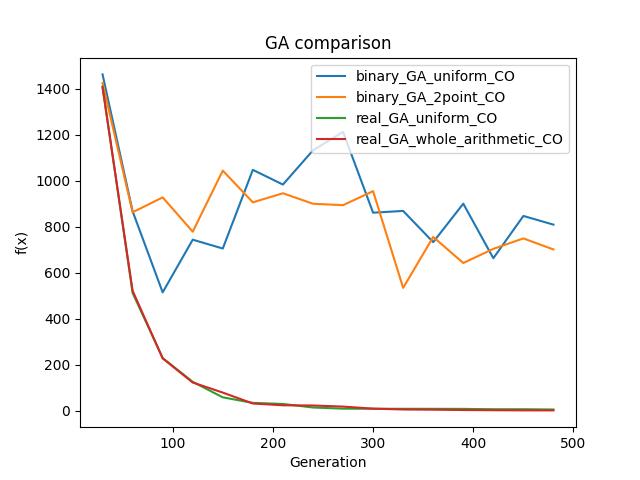 GA comparison
binary_GA_uniform_CO
binary_GA_2point_CO
real_GA_uniform_CO
real_GA_whole_arithmetic_CO
f(x)
1400
1200
1000
800
600
400
200
0
100 200 300 400 500
Generation